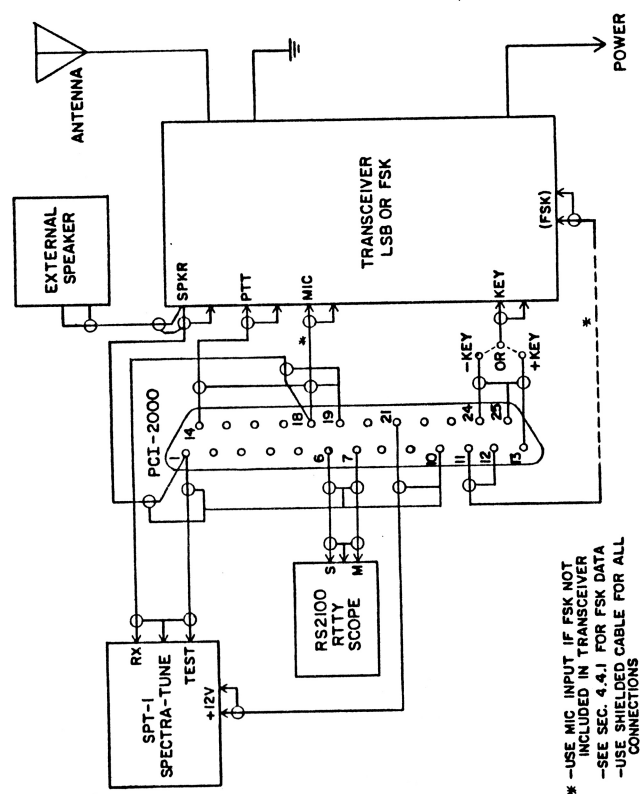 ANTENNA
EXTERNAL
SPEAKER
SPKR
PTT
MIC
*
TRANSCEIVER
LSB OR FSK
KEY
(FSK)
POWER
PCI-2000
1
14
6
7
18
19
21
10
11
12
13
24
25
-KEY
OR
+KEY
*
SPT-1
SPECTRA-TUNE
RX
TEST
+12V
RS2100
RTTY
SCOPE
S
M
* -USE MIC INPUT IF FSK NOT
INCLUDED IN TRANSCEIVER
-SEE SEC. 4.4.1 FOR FSK DATA
-USE SHIELDED CABLE FOR ALL
CONNECTIONS